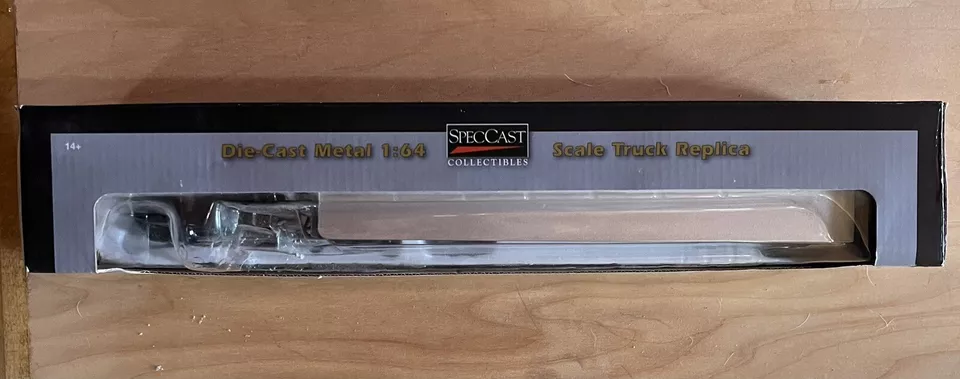 14+
Die-Cast Metal 1:64
SPECCAST
COLLECTIBLES
Scale Truck Replica